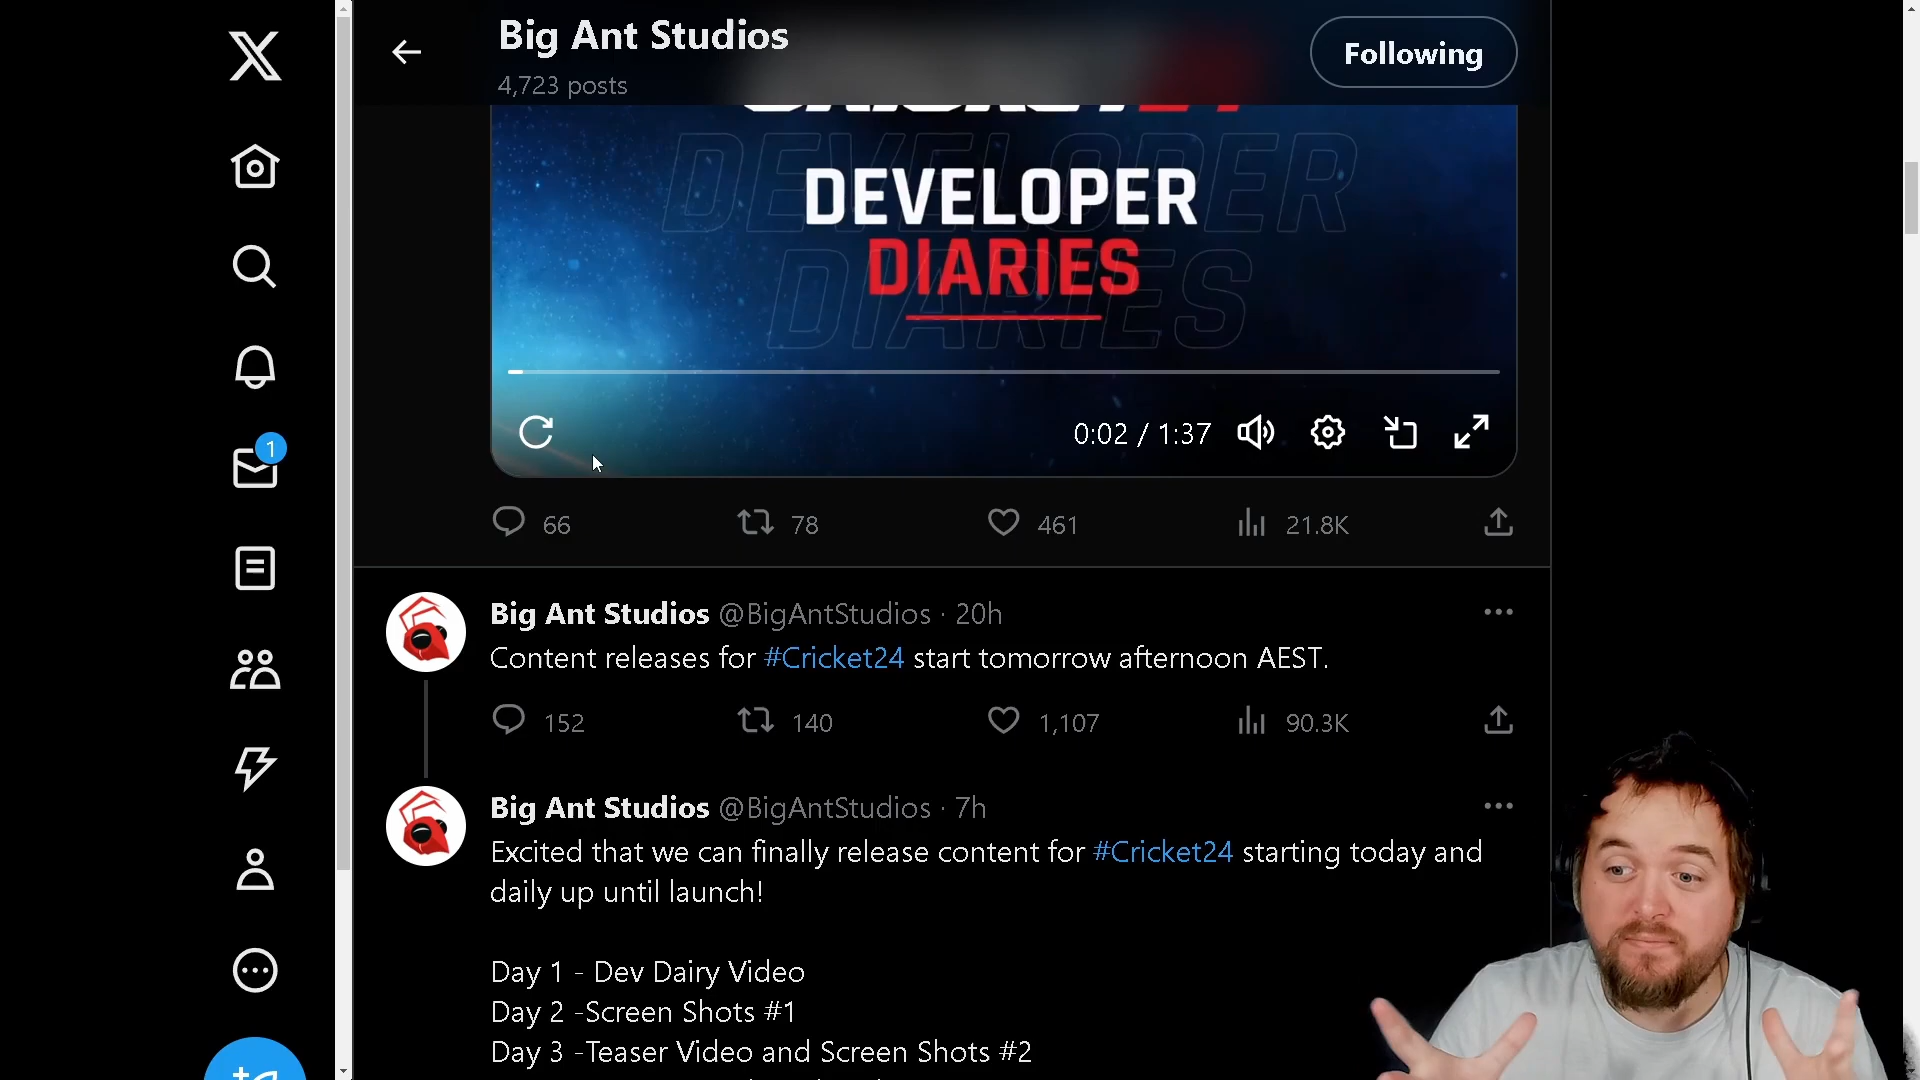 Big Ant Studios
4,723 posts
Following
DEVELOPER
DIARIES
DEVELOPER
DIARIES
0:02 / 1:37
66 78 461 21.8K
Big Ant Studios @BigAntStudios · 20h
Content releases for #Cricket24 start tomorrow afternoon AEST.
152 140 1,107 90.3K
Big Ant Studios @BigAntStudios · 7h
Excited that we can finally release content for #Cricket24 starting today and
daily up until launch!
Day 1 - Dev Dairy Video
Day 2 -Screen Shots #1
Day 3 -Teaser Video and Screen Shots #2
1